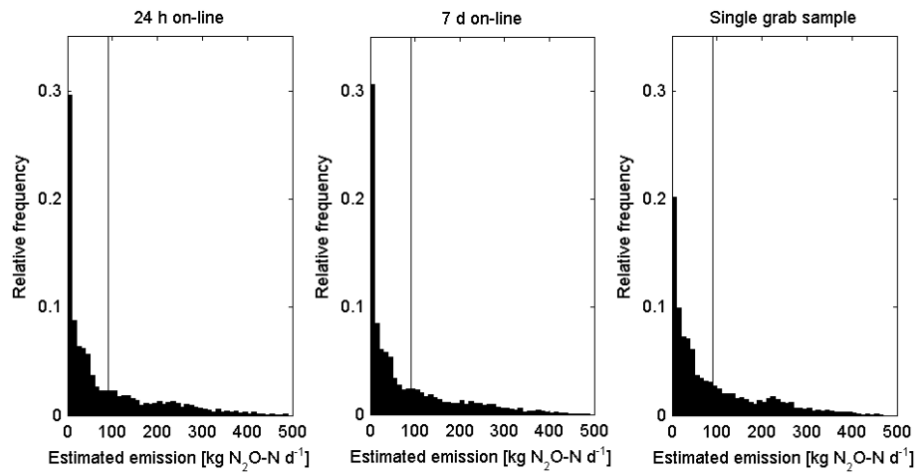 24 h on-line
Relative frequency
0.3
0.2
0.1
0
0 100 200 300 400 500
Estimated emission [kg N₂O-N d⁻¹]
7 d on-line
Relative frequency
0.3
0.2
0.1
0
0 100 200 300 400 500
Estimated emission [kg N₂O-N d⁻¹]
Single grab sample
Relative frequency
0.3
0.2
0.1
0
0 100 200 300 400 500
Estimated emission [kg N₂O-N d⁻¹]